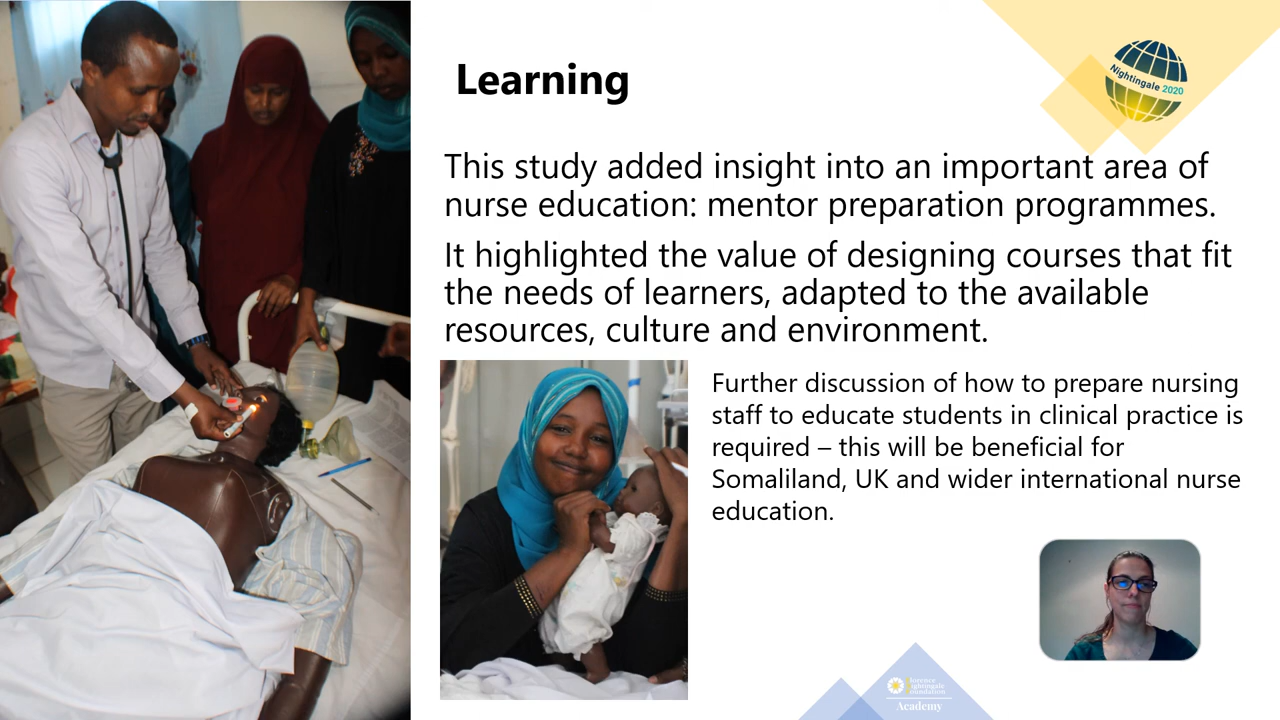 Learning
Nightingale 2020
This study added insight into an important area of
nurse education: mentor preparation programmes.
It highlighted the value of designing courses that fit
the needs of learners, adapted to the available
resources, culture and environment.
Further discussion of how to prepare nursing
staff to educate students in clinical practice is
required – this will be beneficial for
Somaliland, UK and wider international nurse
education.
Florence
Nightingale
Foundation
Academy